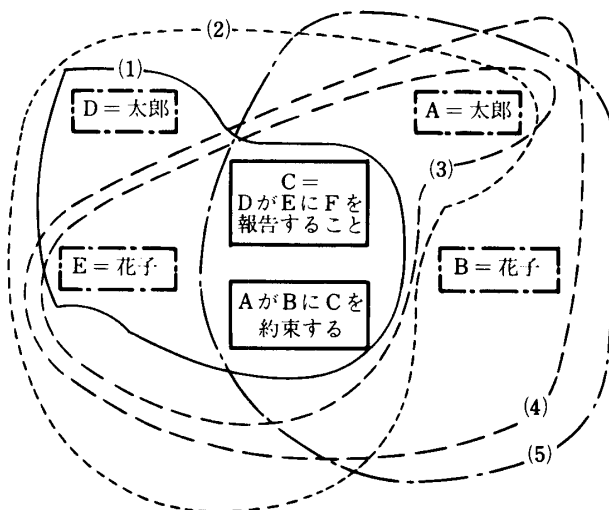 (2)
(1)
D＝太郎
A＝太郎
(3)
C＝
DがEにFを
報告すること
E＝花子
B＝花子
AがBにCを
約束する
(4)
(5)